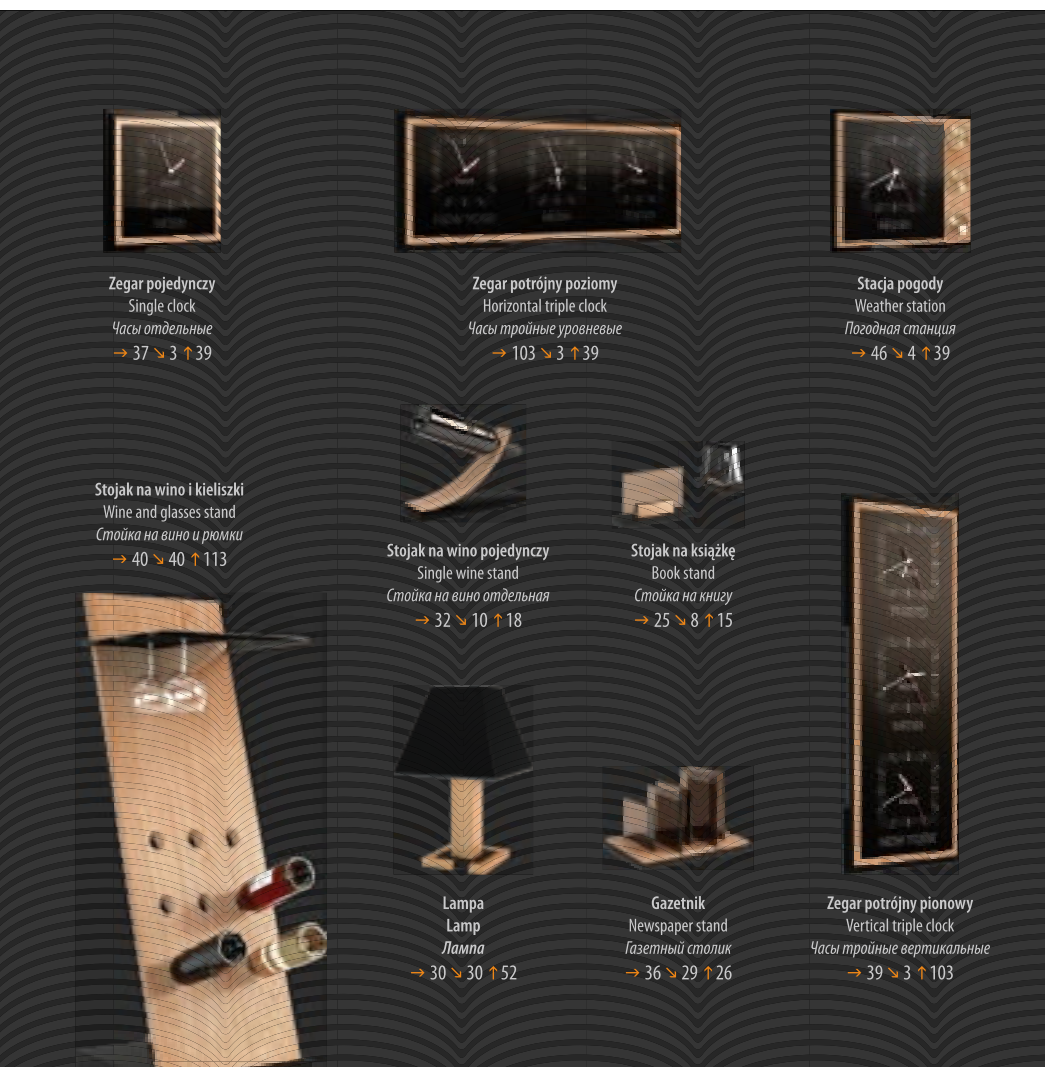 Zegar pojedynczy
Single clock
Часы отдельные
→ 37 ↘ 3 ↑ 39
Zegar potrójny poziomy
Horizontal triple clock
Часы тройные уровневые
→ 103 ↘ 3 ↑ 39
Stacja pogody
Weather station
Погодная станция
→ 46 ↘ 4 ↑ 39
Stojak na wino i kieliszki
Wine and glasses stand
Стойка на вино и рюмки
→ 40 ↘ 40 ↑ 113
Stojak na wino pojedynczy
Single wine stand
Стойка на вино отдельная
→ 32 ↘ 10 ↑ 18
Stojak na książkę
Book stand
Стойка на книгу
→ 25 ↘ 8 ↑ 15
Lampa
Lamp
Лампа
→ 30 ↘ 30 ↑ 52
Gazetnik
Newspaper stand
Газетный столик
→ 36 ↘ 29 ↑ 26
Zegar potrójny pionowy
Vertical triple clock
Часы тройные вертикальные
→ 39 ↘ 3 ↑ 103